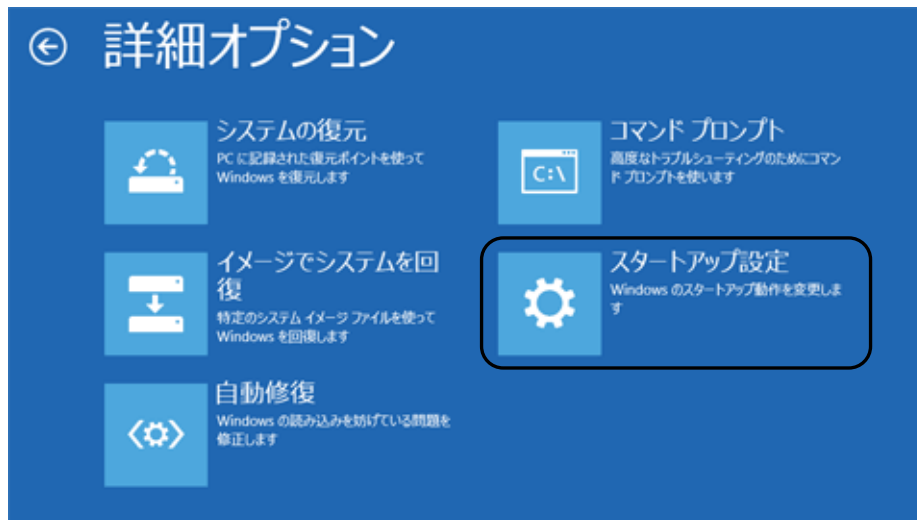 詳細オプション
システムの復元
PC に記録された復元ポイントを使って
Windows を復元します
イメージでシステムを回
復
特定のシステム イメージ ファイルを使って
Windows を回復します
自動修復
Windows の読み込みを妨げている問題を
修正します
コマンド プロンプト
高度なトラブルシューティングのためにコマン
ド プロンプトを使います
C:\
スタートアップ設定
Windows のスタートアップ動作を変更しま
す